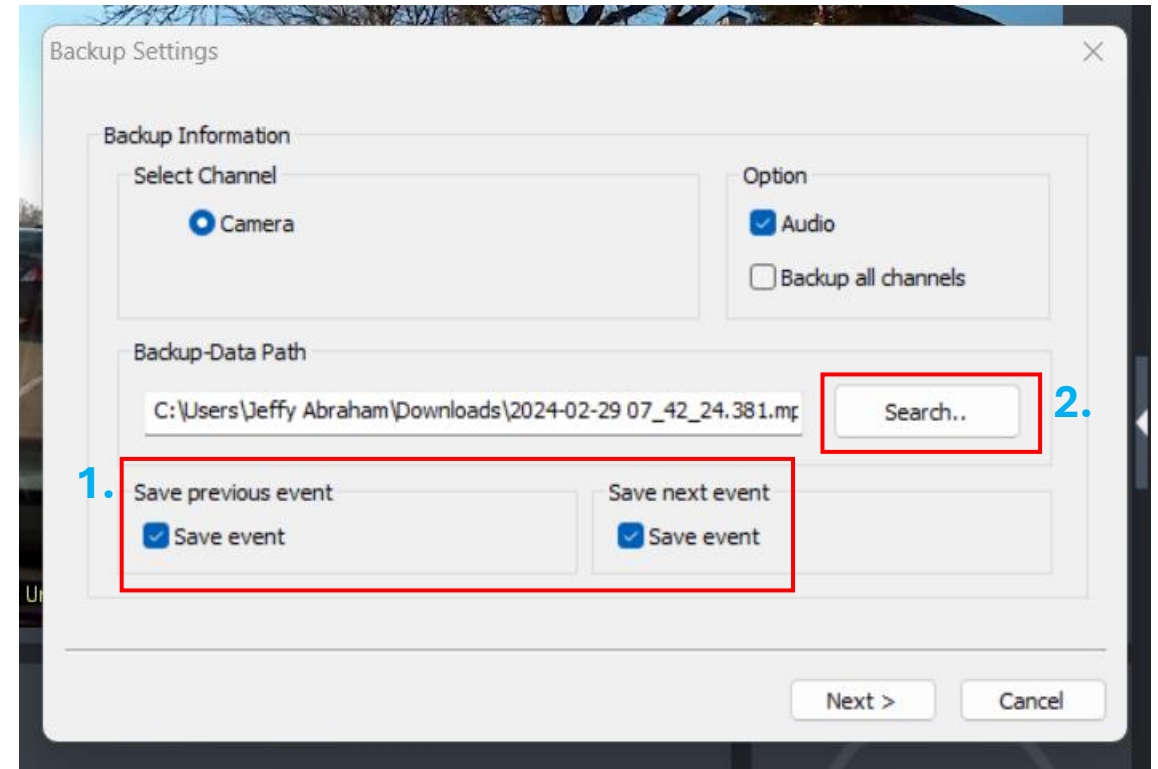 Backup Settings
Backup Information
Select Channel
Camera
Option
Audio
Backup all channels
Backup-Data Path
C:\Users\Jeffy Abraham\Downloads\2024-02-29 07_42_24.381.mp
Search..
2.
1.
Save previous event
Save event
Save next event
Save event
Next >
Cancel